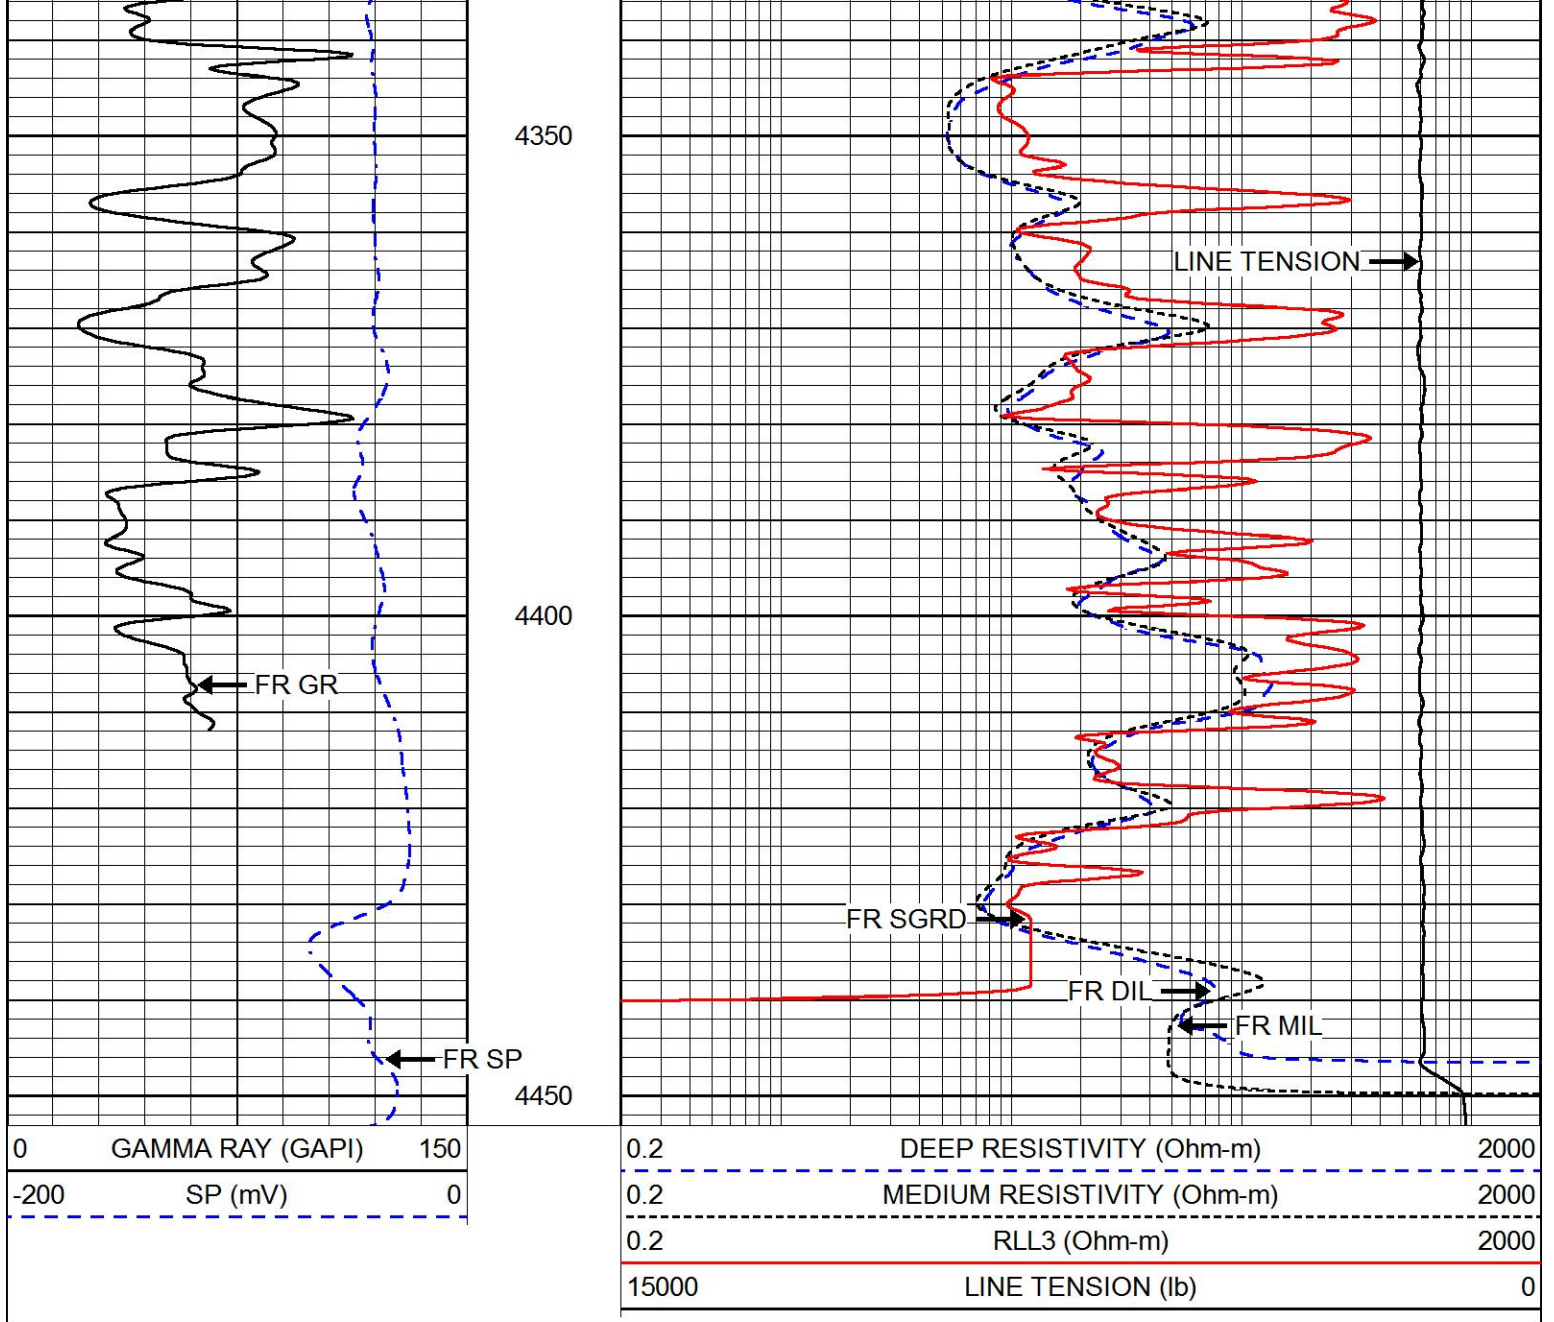 4350
LINE TENSION
4400
FR GR
FR SGRD
FR DIL
FR MIL
FR SP
4450
0 GAMMA RAY (GAPI) 150
-200 SP (mV) 0
0.2 DEEP RESISTIVITY (Ohm-m) 2000
0.2 MEDIUM RESISTIVITY (Ohm-m) 2000
0.2 RLL3 (Ohm-m) 2000
15000 LINE TENSION (lb) 0